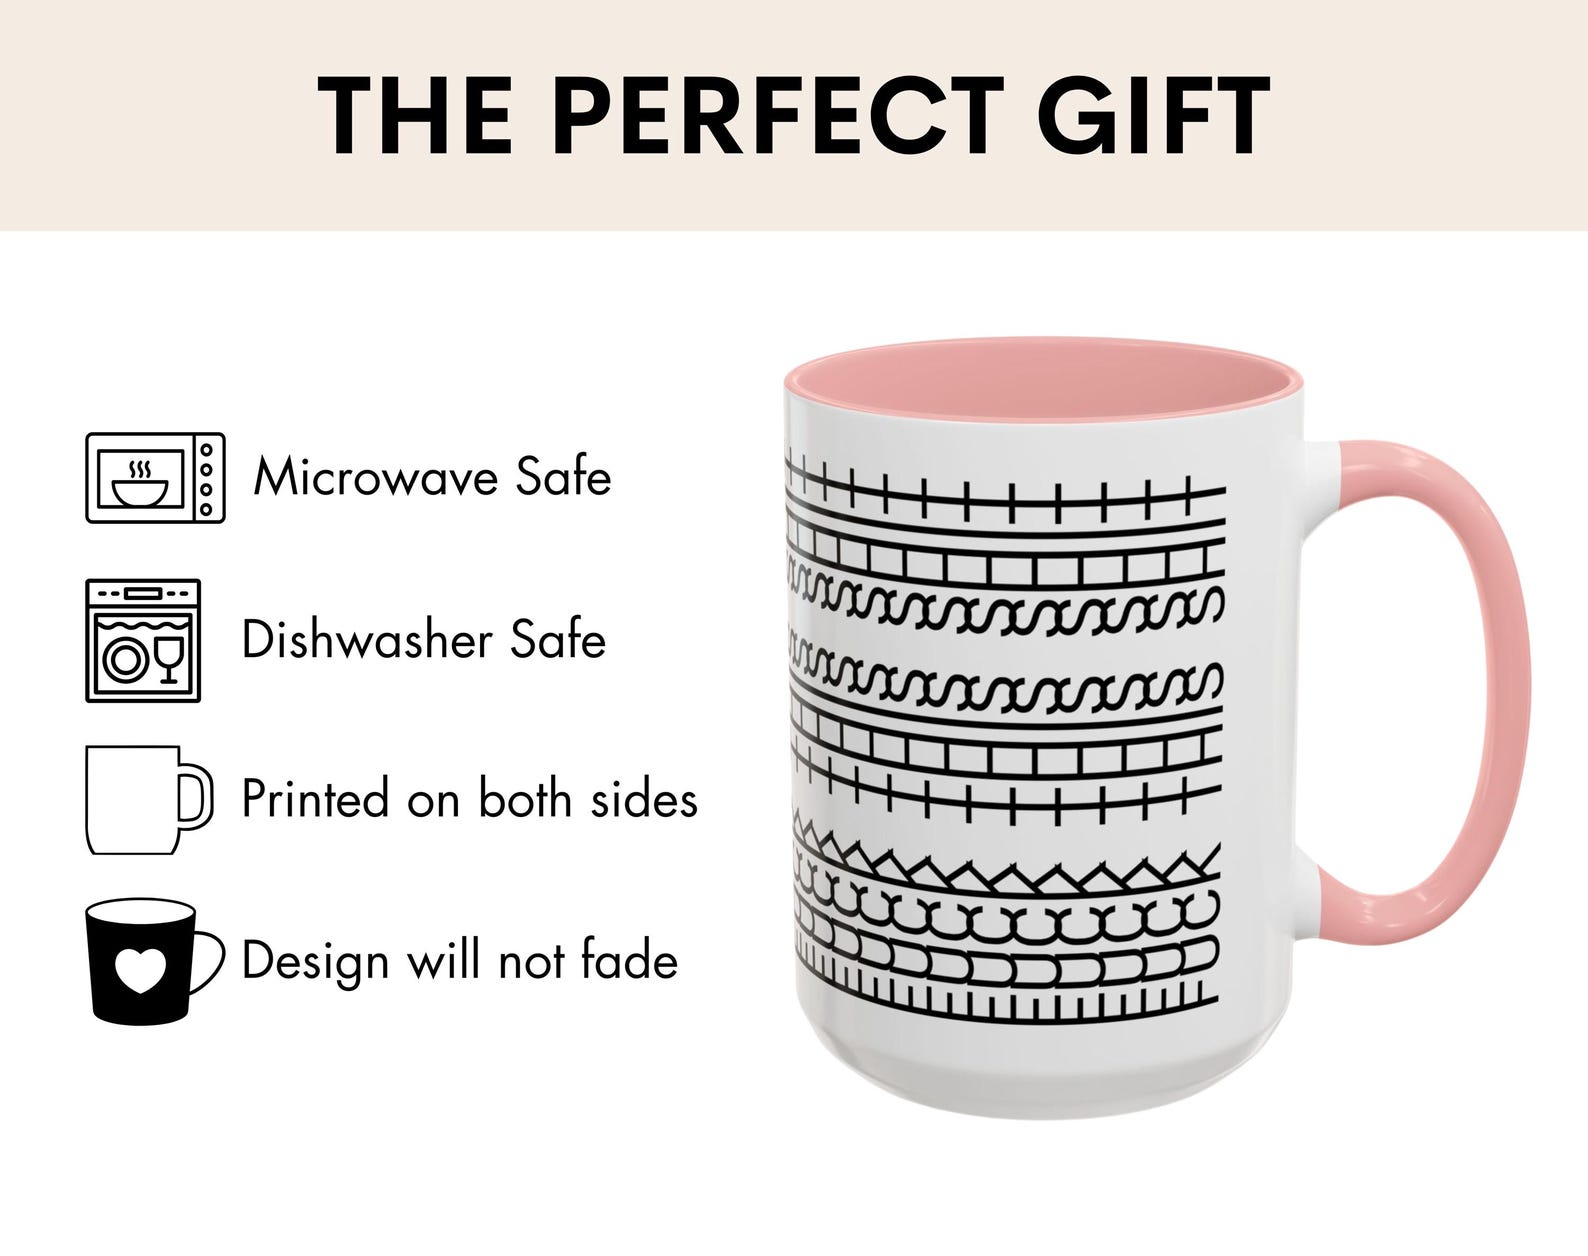 THE PERFECT GIFT
Microwave Safe
Dishwasher Safe
Printed on both sides
Design will not fade